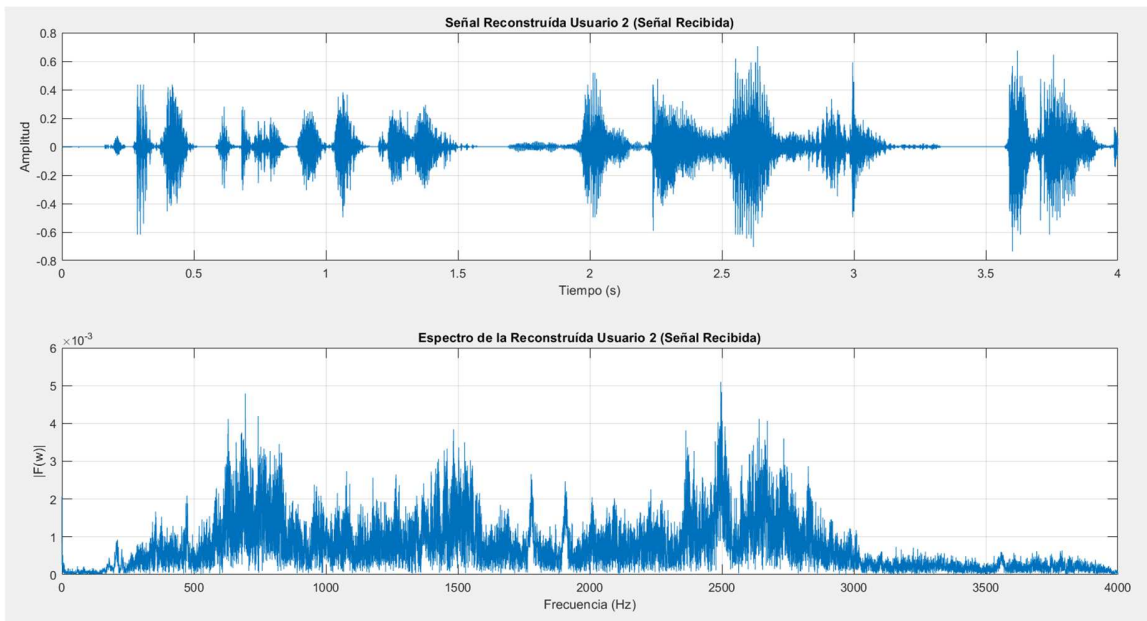 Señal Reconstruída Usuario 2 (Señal Recibida)
0.8
0.6
0.4
0.2
0
-0.2
-0.4
-0.6
-0.8
Amplitud
0 0.5 1 1.5 2 2.5 3 3.5 4
Tiempo (s)
Espectro de la Reconstruída Usuario 2 (Señal Recibida)
×10⁻³
6
5
4
3
2
1
0
|F(w)|
0 500 1000 1500 2000 2500 3000 3500 4000
Frecuencia (Hz)